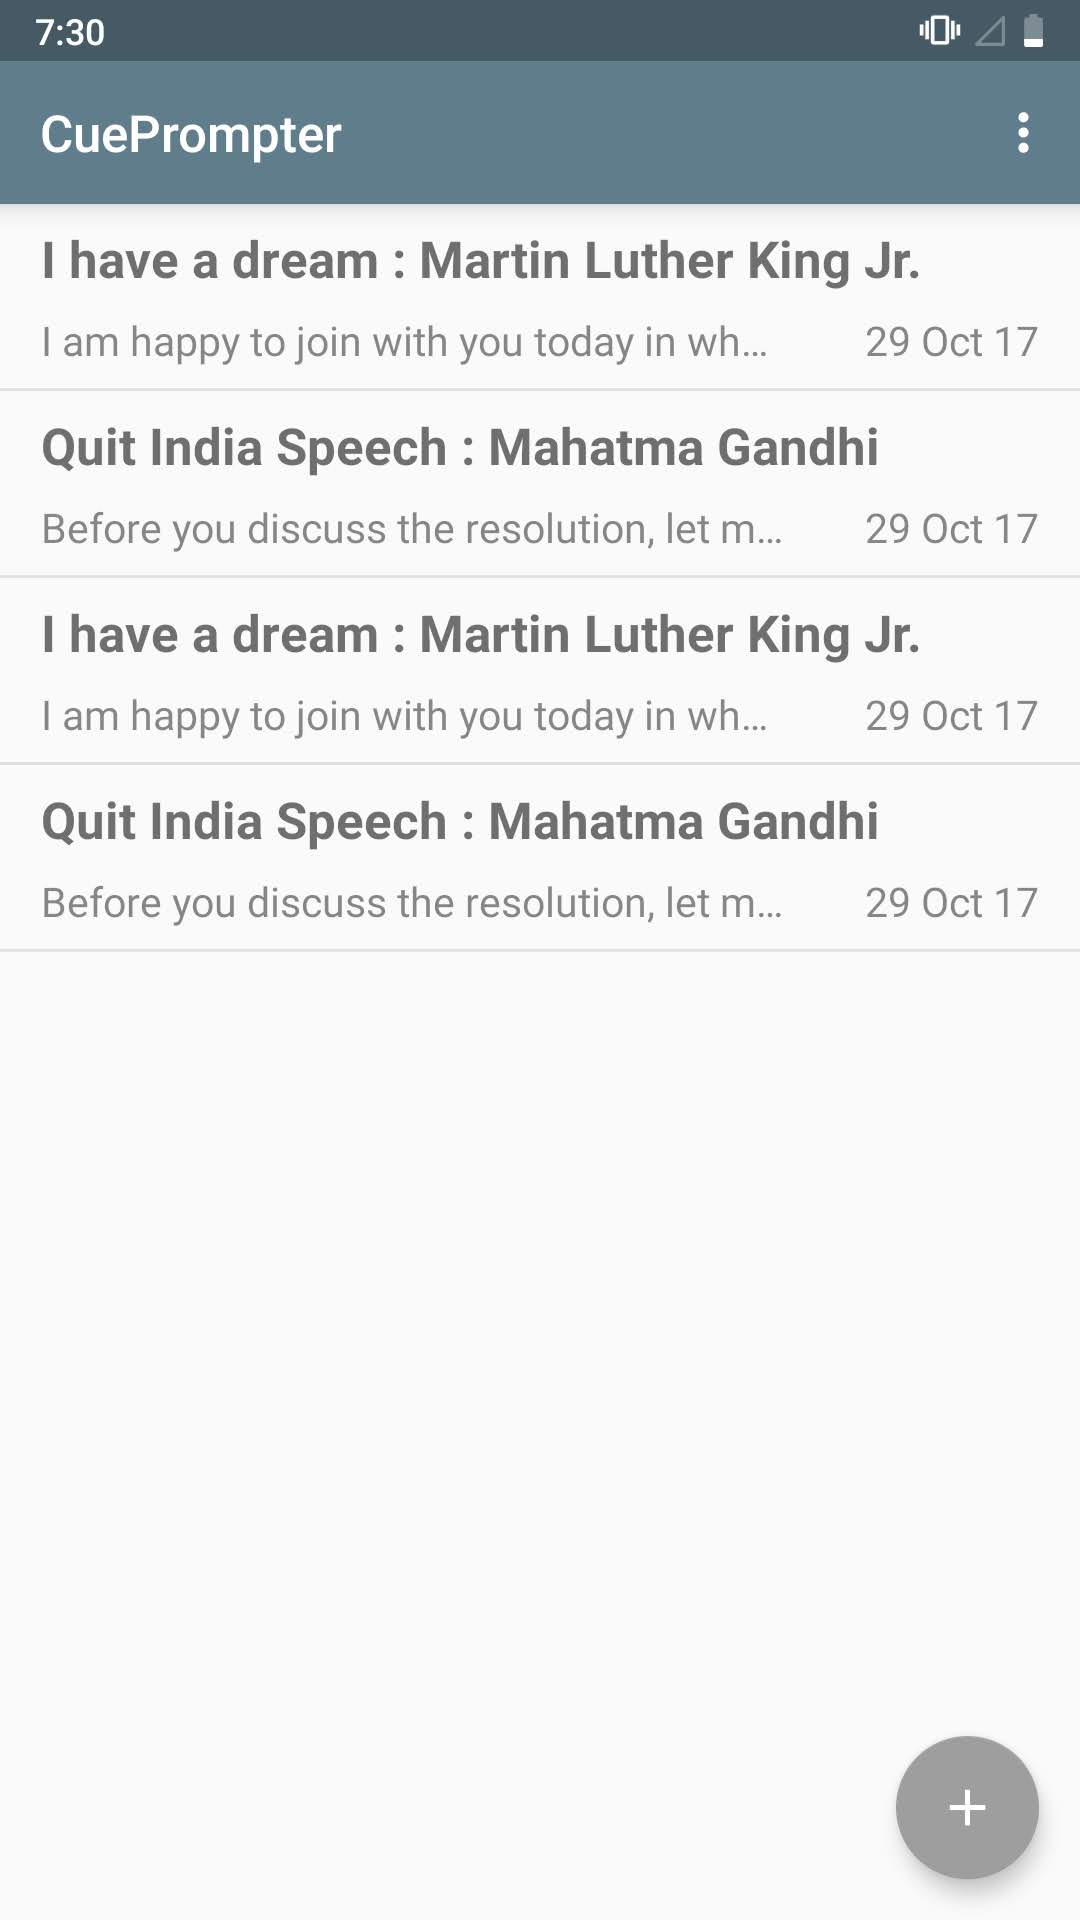 7:30
CuePrompter
I have a dream : Martin Luther King Jr.
I am happy to join with you today in wh... 29 Oct 17
Quit India Speech : Mahatma Gandhi
Before you discuss the resolution, let m... 29 Oct 17
I have a dream : Martin Luther King Jr.
I am happy to join with you today in wh... 29 Oct 17
Quit India Speech : Mahatma Gandhi
Before you discuss the resolution, let m... 29 Oct 17